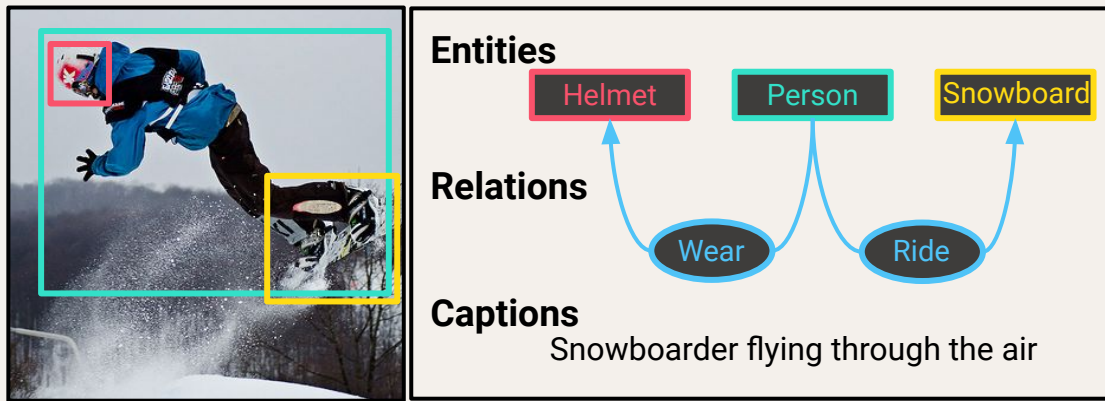 Entities
Helmet
Person
Snowboard
Relations
Wear
Ride
Captions
Snowboarder flying through the air